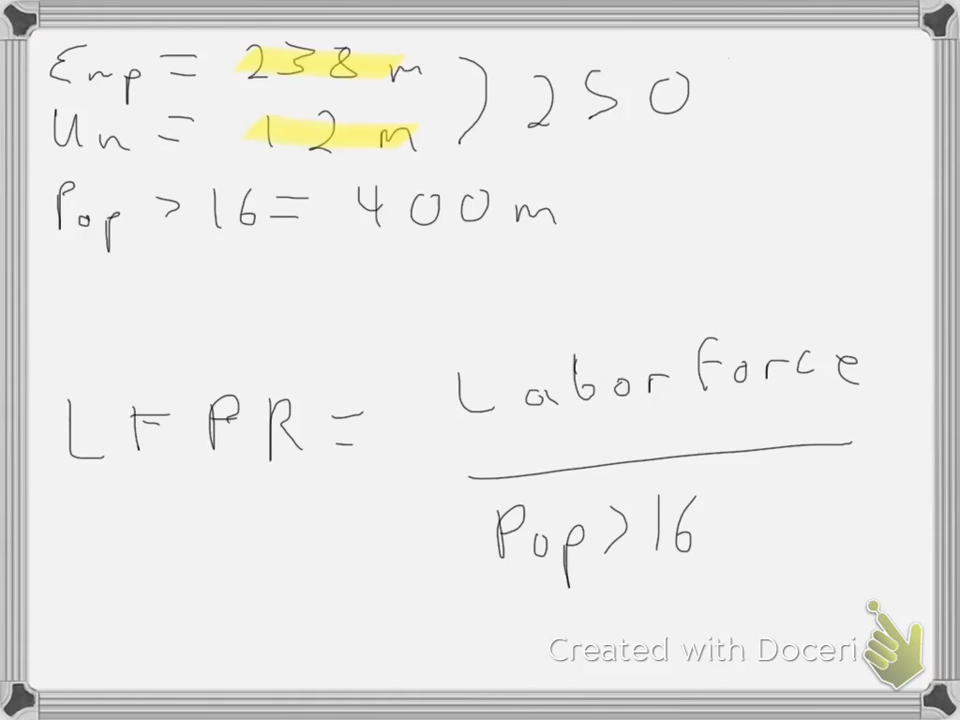 Emp = 238 m ) 250
Un = 12 m
Pop > 16 = 400 m
LFPR = Labor Force
Pop > 16
Created with Doceri